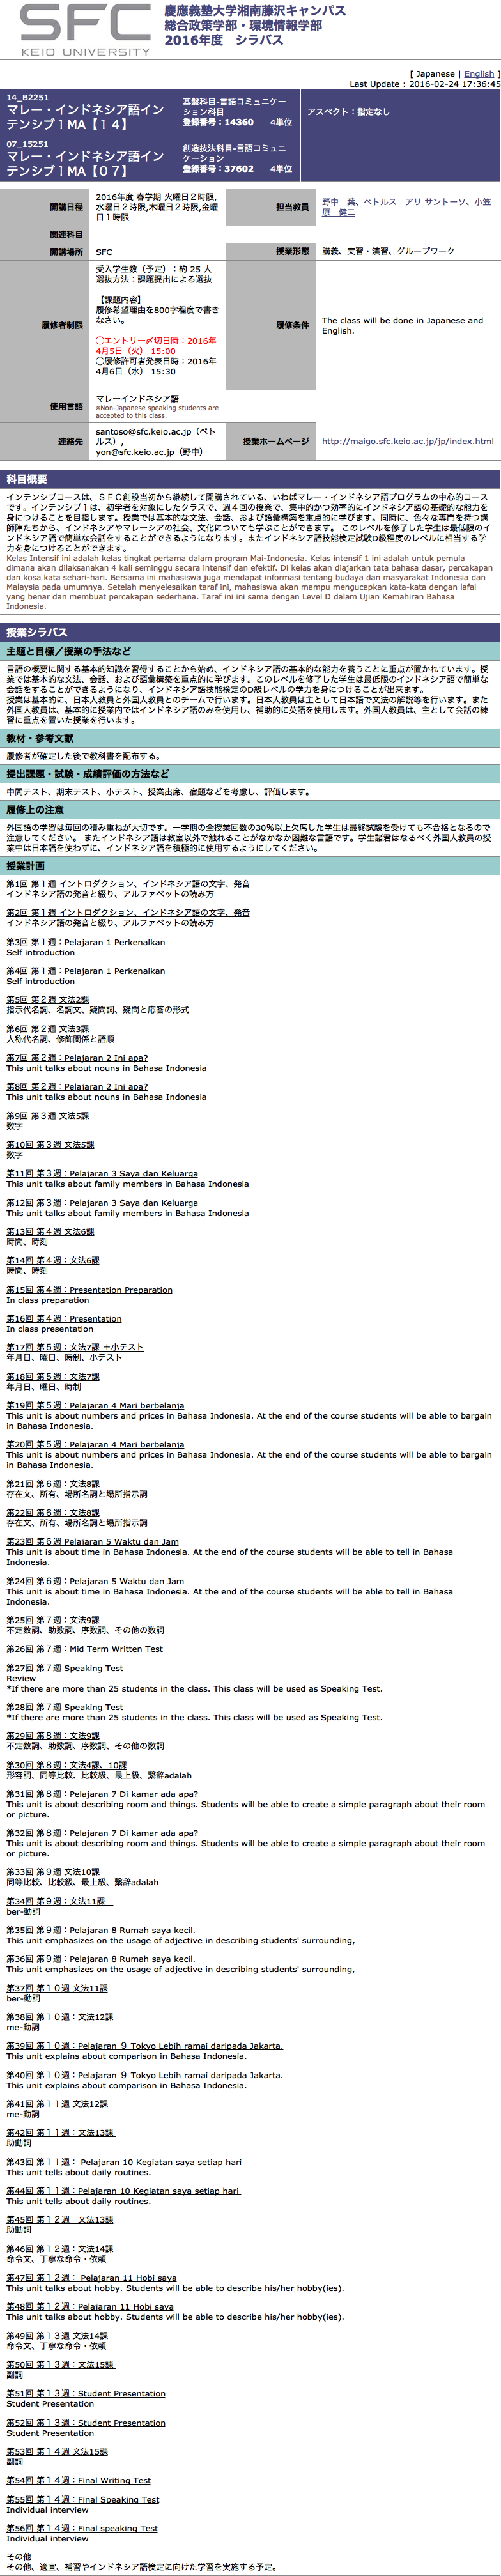 SFC
KEIO UNIVERSITY
慶應義塾大学湘南藤沢キャンパス
総合政策学部・環境情報学部
2016年度　シラバス
[ Japanese | English ]
Last Update : 2016-02-24 17:36:45
14_B2251
マレー・インドネシア語インテンシブ１MA【１４】
基盤科目-言語コミュニケーション科目
登録番号：14360　　4単位
アスペクト：指定なし
07_15251
マレー・インドネシア語インテンシブ１MA【０７】
創造技法科目-言語コミュニケーション
登録番号：37602　　4単位
開講日程
2016年度 春学期 火曜日２時限,
水曜日２時限,木曜日２時限,金曜
日１時限
担当教員
野中　葉、ペトルス　アリ サントーソ、小笠
原　健二
関連科目
開講場所
SFC
授業形態
講義、実習・演習、グループワーク
履修者制限
受入学生数（予定）：約 25 人
選抜方法：課題提出による選抜
【課題内容】
履修希望理由を800字程度で書き
なさい。
◯エントリー〆切日時：2016年
4月5日（火） 15:00
◯履修許可者発表日時：2016年
4月6日（水） 15:30
履修条件
The class will be done in Japanese and
English.
使用言語
マレーインドネシア語
※Non-Japanese speaking students are
accepted to this class.
連絡先
santoso@sfc.keio.ac.jp（ペト
ルス）,
yon@sfc.keio.ac.jp（野中）
授業ホームページ
http://maigo.sfc.keio.ac.jp/jp/index.html
科目概要
インテンシブコースは、ＳＦＣ創設当初から継続して開講されている、いわばマレー・インドネシア語プログラムの中心的コース
です。インテンシブ１は、初学者を対象にしたクラスで、週４回の授業で、集中的かつ効率的にインドネシア語の基礎的な能力を
身につけることを目指します。授業では基本的な文法、会話、および語彙構築を重点的に学びます。同時に、色々な専門を持つ講
師陣たちから、インドネシアやマレーシアの社会、文化についても学ぶことができます。 このレベルを修了した学生は最低限のイ
ンドネシア語で簡単な会話をすることができるようになります。またインドネシア語技能検定試験D級程度のレベルに相当する学
力を身につけることができます。
Kelas Intensif ini adalah kelas tingkat pertama dalam program Mai-Indonesia. Kelas intensif 1 ini adalah untuk pemula
dimana akan dilaksanakan 4 kali seminggu secara intensif dan efektif. Di kelas akan diaJarkan tata bahasa dasar, percakapan
dan kosa kata sehari-hari. Bersama ini mahasiswa juga mendapat informasi tentang budaya dan masyarakat Indonesia dan
Malaysia pada umumnya. Setelah menyelesaikan taraf ini, mahasiswa akan mampu mengucapkan kata-kata dengan lafal
yang benar dan membuat percakapan sederhana. Taraf ini ini sama dengan Level D dalam Ujian Kemahiran Bahasa
Indonesia.
授業シラバス
主題と目標／授業の手法など
言語の概要に関する基本的知識を習得することから始め、インドネシア語の基本的な能力を養うことに重点が置かれています。授
業では基本的な文法、会話、および語彙構築を重点的に学びます。このレベルを修了した学生は最低限のインドネシア語で簡単な
会話をすることができるようになり、インドネシア語技能検定のD級レベルの学力を身につけることが出来ます。
授業は基本的に、日本人教員と外国人教員とのチームで行います。日本人教員は主として日本語で文法の解説等を行います。また
外国人教員は、基本的に授業内ではインドネシア語のみを使用し、補助的に英語を使用します。外国人教員は、主として会話の練
習に重点を置いた授業を行います。
教材・参考文献
履修者が確定した後で教科書を配布する。
提出課題・試験・成績評価の方法など
中間テスト、期末テスト、小テスト、授業出席、宿題などを考慮し、評価します。
履修上の注意
外国語の学習は毎回の積み重ねが大切です。一学期の全授業回数の30％以上欠席した学生は最終試験を受けても不合格となるので
注意してください。 またインドネシア語は教室以外で触れることがなかなか困難な言語です。学生諸君はなるべく外国人教員の授
業中は日本語を使わずに、インドネシア語を積極的に使用するようにしてください。
授業計画
第1回 第１週 イントロダクション、インドネシア語の文字、発音
インドネシア語の発音と綴り、アルファベットの読み方
第2回 第１週 イントロダクション、インドネシア語の文字、発音
インドネシア語の発音と綴り、アルファベットの読み方
第3回 第１週：Pelajaran 1 Perkenalkan
Self introduction
第4回 第１週：Pelajaran 1 Perkenalkan
Self introduction
第5回 第２週 文法2課
指示代名詞、名詞文、疑問詞、疑問と応答の形式
第6回 第２週 文法3課
人称代名詞、修飾関係と語順
第7回 第２週：Pelajaran 2 Ini apa?
This unit talks about nouns in Bahasa Indonesia
第8回 第２週：Pelajaran 2 Ini apa?
This unit talks about nouns in Bahasa Indonesia
第9回 第３週 文法5課
数字
第10回 第３週 文法5課
数字
第11回 第３週：Pelajaran 3 Saya dan Keluarga
This unit talks about family members in Bahasa Indonesia
第12回 第３週：Pelajaran 3 Saya dan Keluarga
This unit talks about family members in Bahasa Indonesia
第13回 第４週 文法6課
時間、時刻
第14回 第４週：文法6課
時間、時刻
第15回 第４週：Presentation Preparation
In class preparation
第16回 第４週：Presentation
In class presentation
第17回 第５週：文法7課 ＋小テスト
年月日、曜日、時制、小テスト
第18回 第５週：文法7課
年月日、曜日、時制
第19回 第５週：Pelajaran 4 Mari berbelanja
This unit is about numbers and prices in Bahasa Indonesia. At the end of the course students will be able to bargain
in Bahasa Indonesia.
第20回 第５週：Pelajaran 4 Mari berbelanja
This unit is about numbers and prices in Bahasa Indonesia. At the end of the course students will be able to bargain
in Bahasa Indonesia.
第21回 第６週：文法8課
存在文、所有、場所名詞と場所指示詞
第22回 第６週：文法8課
存在文、所有、場所名詞と場所指示詞
第23回 第６週 Pelajaran 5 Waktu dan Jam
This unit is about time in Bahasa Indonesia. At the end of the course students will be able to tell in Bahasa
Indonesia.
第24回 第６週：Pelajaran 5 Waktu dan Jam
This unit is about time in Bahasa Indonesia. At the end of the course students will be able to tell in Bahasa
Indonesia.
第25回 第７週：文法9課
不定数詞、助数詞、序数詞、その他の数詞
第26回 第７週：Mid Term Written Test
第27回 第７週 Speaking Test
Review
*If there are more than 25 students in the class. This class will be used as Speaking Test.
第28回 第７週 Speaking Test
*If there are more than 25 students in the class. This class will be used as Speaking Test.
第29回 第８週：文法9課
不定数詞、助数詞、序数詞、その他の数詞
第30回 第８週：文法4課、10課
形容詞、同等比較、比較級、最上級、繋辞adalah
第31回 第８週：Pelajaran 7 Di kamar ada apa?
This unit is about describing room and things. Students will be able to create a simple paragraph about their room
or picture.
第32回 第８週：Pelajaran 7 Di kamar ada apa?
This unit is about describing room and things. Students will be able to create a simple paragraph about their room
or picture.
第33回 第９週 文法10課
同等比較、比較級、最上級、繋辞adalah
第34回 第９週：文法11課
ber-動詞
第35回 第９週：Pelajaran 8 Rumah saya kecil.
This unit emphasizes on the usage of adjective in describing students' surrounding,
第36回 第９週：Pelajaran 8 Rumah saya kecil.
This unit emphasizes on the usage of adjective in describing students' surrounding,
第37回 第１０週 文法11課
ber-動詞
第38回 第１０週：文法12課
me-動詞
第39回 第１０週：Pelajaran ９ Tokyo Lebih ramai daripada Jakarta.
This unit explains about comparison in Bahasa Indonesia.
第40回 第１０週：Pelajaran ９ Tokyo Lebih ramai daripada Jakarta.
This unit explains about comparison in Bahasa Indonesia.
第41回 第１１週 文法12課
me-動詞
第42回 第１１週：文法13課
助動詞
第43回 第１１週： Pelajaran 10 Kegiatan saya setiap hari
This unit tells about daily routines.
第44回 第１１週：Pelajaran 10 Kegiatan saya setiap hari
This unit tells about daily routines.
第45回 第１２週　文法13課
助動詞
第46回 第１２週：文法14課
命令文、丁寧な命令・依頼
第47回 第１２週： Pelajaran 11 Hobi saya
This unit talks about hobby. Students will be able to describe his/her hobby(ies).
第48回 第１２週：Pelajaran 11 Hobi saya
This unit talks about hobby. Students will be able to describe his/her hobby(ies).
第49回 第１３週 文法14課
命令文、丁寧な命令・依頼
第50回 第１３週：文法15課
副詞
第51回 第１３週：Student Presentation
Student Presentation
第52回 第１３週：Student Presentation
Student Presentation
第53回 第１４週 文法15課
副詞
第54回 第１４週：Final Writing Test
第55回 第１４週：Final Speaking Test
Individual interview
第56回 第１４週：Final speaking Test
Individual interview
その他
その他、適宜、補習やインドネシア語検定に向けた学習を実施する予定。